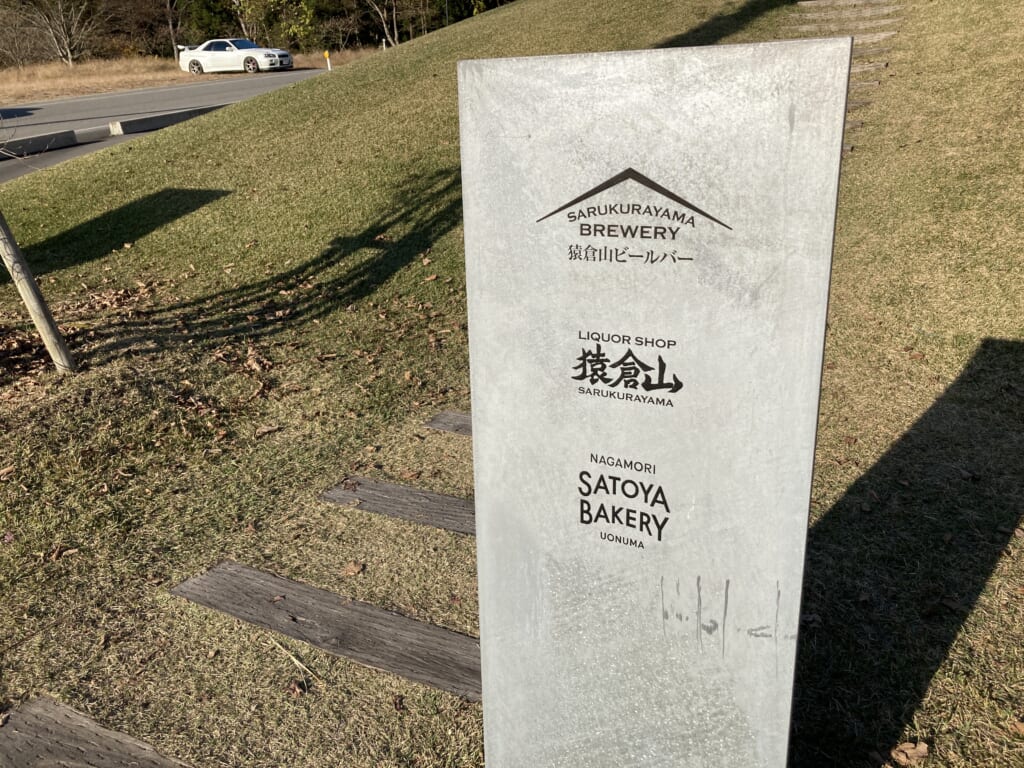 SARUKURAYAMA
BREWERY
猿倉山ビールバー
LIQUOR SHOP
猿倉山
SARUKURAYAMA
NAGAMORI
SATOYA
BAKERY
UONUMA